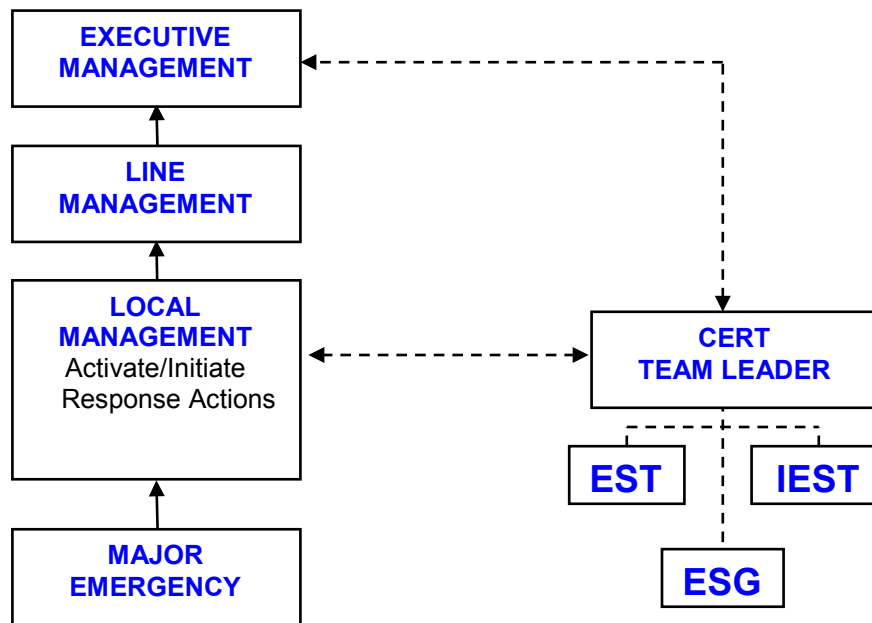 EXECUTIVE
MANAGEMENT
LINE
MANAGEMENT
LOCAL
MANAGEMENT
Activate/Initiate
Response Actions
MAJOR
EMERGENCY
CERT
TEAM LEADER
EST
IEST
ESG